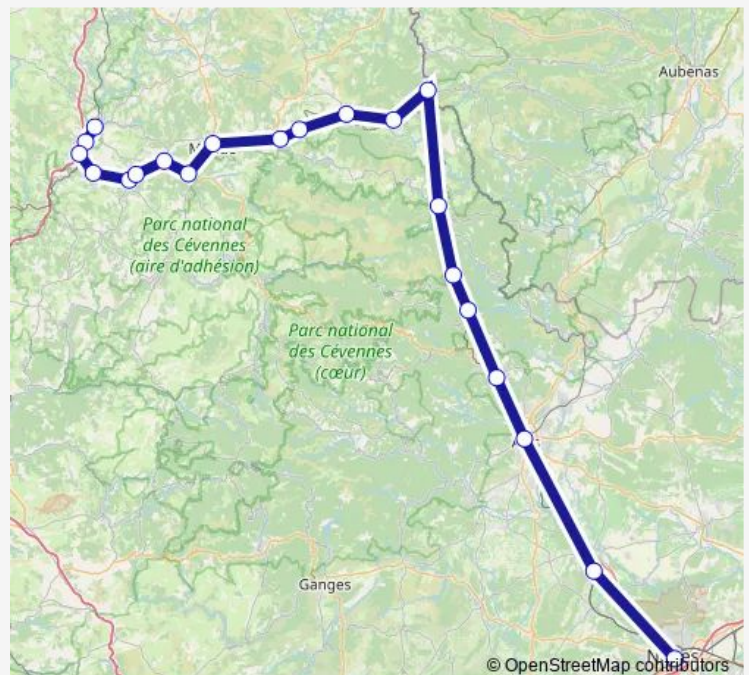 Aubenas
Parc national
des Cévennes
(aire d'adhésion)
Parc national
des Cévennes
(cœur)
Ganges
© OpenStreetMap contributors